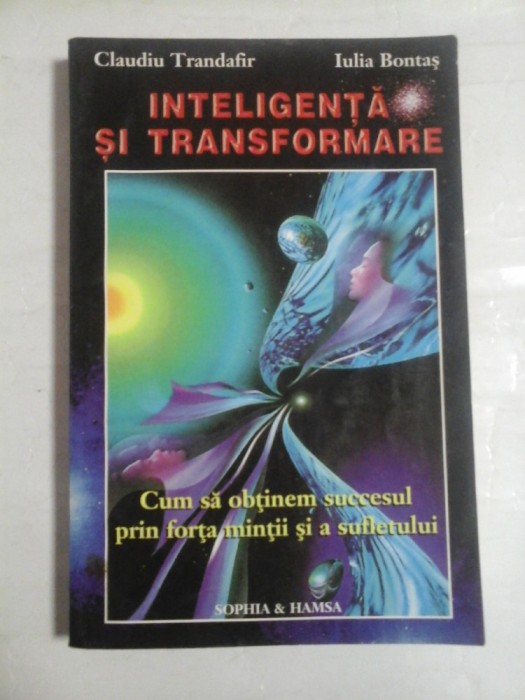 Claudiu Trandafir Iulia Bontaş
INTELIGENŢĂ
ŞI TRANSFORMARE
Cum să obţinem succesul
prin forţa minţii şi a sufletului
SOPHIA & HAMSA